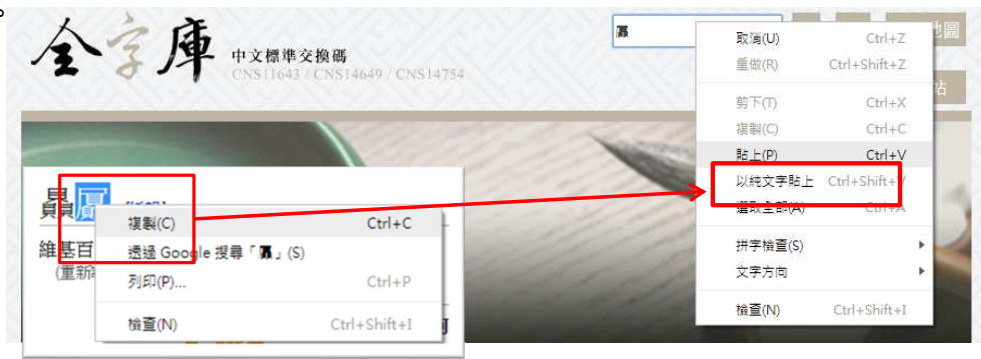 。
全字庫 中文標準交換碼
CNS11643 / CNS14649 / CNS14754
地圖
站
取消(U) Ctrl+Z
重做(R) Ctrl+Shift+Z
剪下(T) Ctrl+X
複製(C) Ctrl+C
貼上(P) Ctrl+V
以純文字貼上 Ctrl+Shift+V
選取全部(A) Ctrl+A
拼字檢查(S)
文字方向
檢查(N) Ctrl+Shift+I
複製(C) Ctrl+C
維基百
透過 Google 搜尋「」(S)
(重新
列印(P)... Ctrl+P
檢查(N) Ctrl+Shift+I